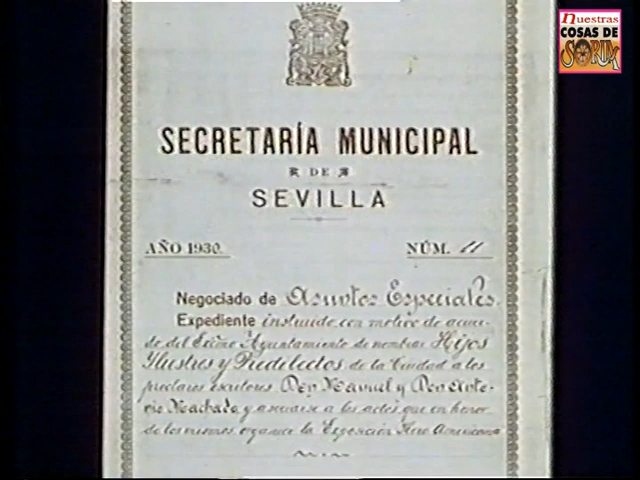 Nuestras
COSAS DE
SORIA
SECRETARÍA MUNICIPAL
DE
SEVILLA
AÑO 1930.
NÚM. 11
Negociado de Asuntos Especiales.
Expediente instruido con motivo de acuer-
do del Excmo Ayuntamiento de nombrar Hijos
Ylustres y Predilectos de la Ciudad a los
preclaros escritores Don Manuel y Don Anto-
nio Machado y asociarse a los actos que en honor
de los mismos organice la Exposición Ibero Americana